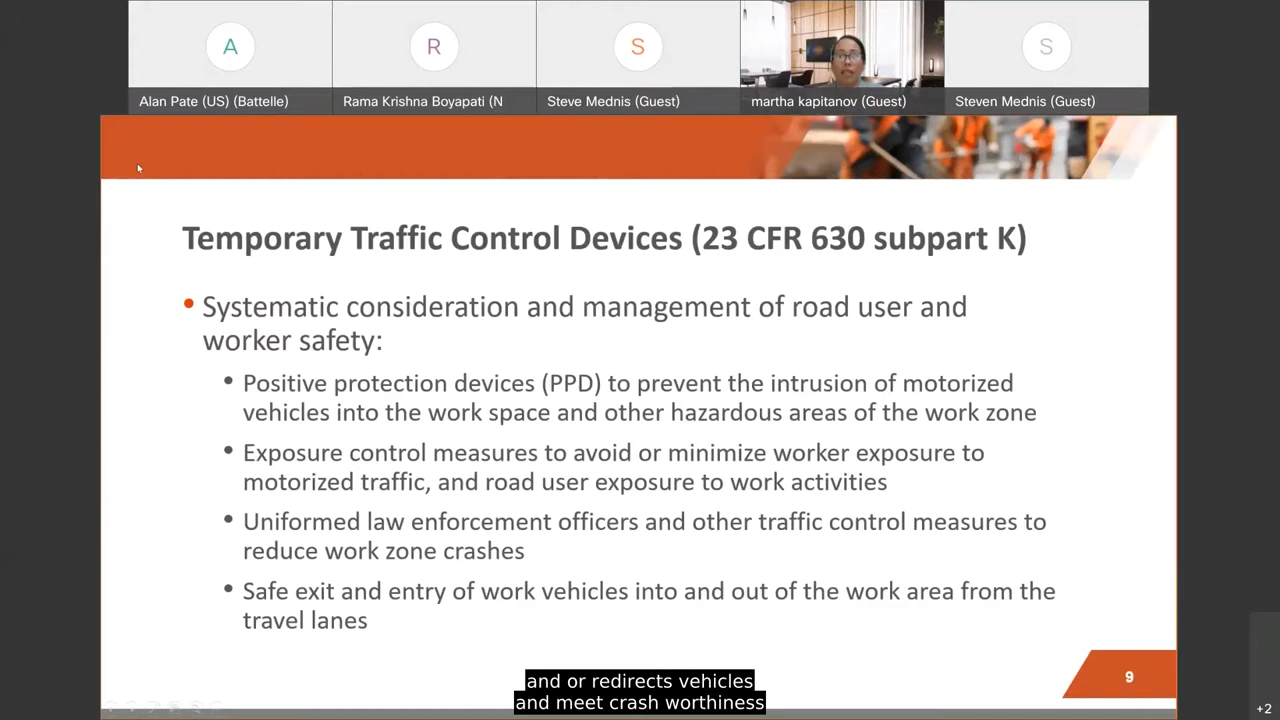 A
R
S
S
Alan Pate (US) (Battelle)
Rama Krishna Boyapati (N
Steve Mednis (Guest)
martha kapitanov (Guest)
Steven Mednis (Guest)
Temporary Traffic Control Devices (23 CFR 630 subpart K)
• Systematic consideration and management of road user and
worker safety:
• Positive protection devices (PPD) to prevent the intrusion of motorized
vehicles into the work space and other hazardous areas of the work zone
• Exposure control measures to avoid or minimize worker exposure to
motorized traffic, and road user exposure to work activities
• Uniformed law enforcement officers and other traffic control measures to
reduce work zone crashes
• Safe exit and entry of work vehicles into and out of the work area from the
travel lanes
9
and or redirects vehicles
and meet crash worthiness
+2